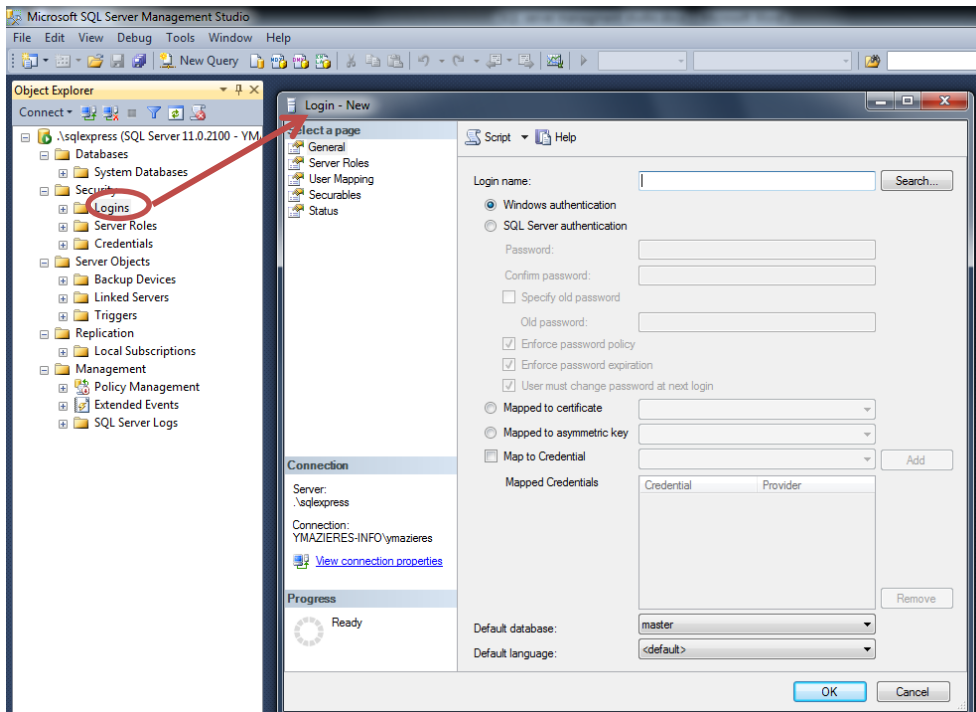 Microsoft SQL Server Management Studio
File Edit View Debug Tools Window Help
New Query
Object Explorer
Connect
.\sqlexpress (SQL Server 11.0.2100 - YM
Databases
System Databases
Security
Logins
Server Roles
Credentials
Server Objects
Backup Devices
Linked Servers
Triggers
Replication
Local Subscriptions
Management
Policy Management
Extended Events
SQL Server Logs
Login - New
Select a page
General
Server Roles
User Mapping
Securables
Status
Connection
Server:
.\sqlexpress
Connection:
YMAZIERES-INFO\ymazieres
View connection properties
Progress
Ready
Script Help
Login name: Search...
Windows authentication
SQL Server authentication
Password:
Confirm password:
Specify old password
Old password:
Enforce password policy
Enforce password expiration
User must change password at next login
Mapped to certificate
Mapped to asymmetric key
Map to Credential Add
Mapped Credentials Credential Provider
Remove
Default database: master
Default language: <default>
OK Cancel